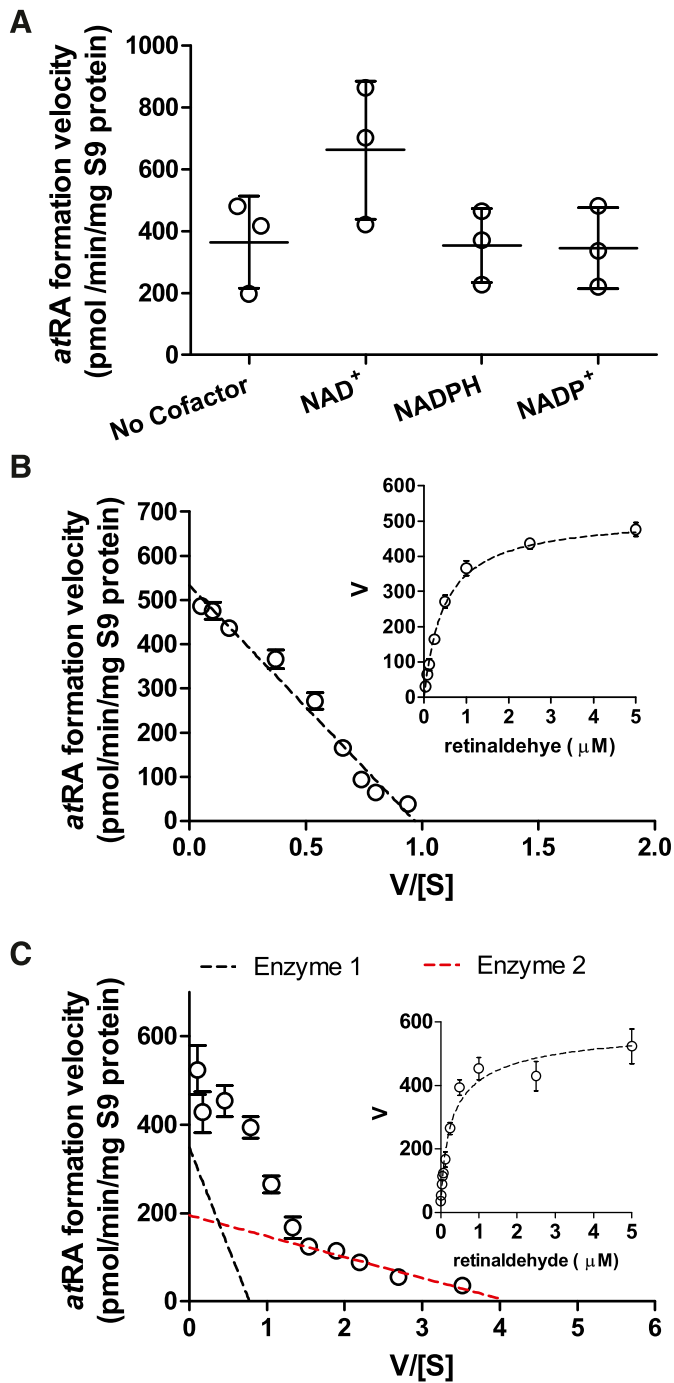 A
atRA formation velocity
(pmol /min/mg S9 protein)
1000
800
600
400
200
0
No Cofactor
NAD+
NADPH
NADP+
B
atRA formation velocity
(pmol/min/mg S9 protein)
700
600
500
400
300
200
100
0
0.0 0.5 1.0 1.5 2.0
V/[S]
V
600
500
400
300
200
100
0
0 1 2 3 4 5
retinaldehye ( μM)
C
Enzyme 1 Enzyme 2
atRA formation velocity
(pmol/min/mg S9 protein)
600
400
200
0
0 1 2 3 4 5 6
V/[S]
V
600
400
200
0
0 1 2 3 4 5
retinaldehyde ( μM)